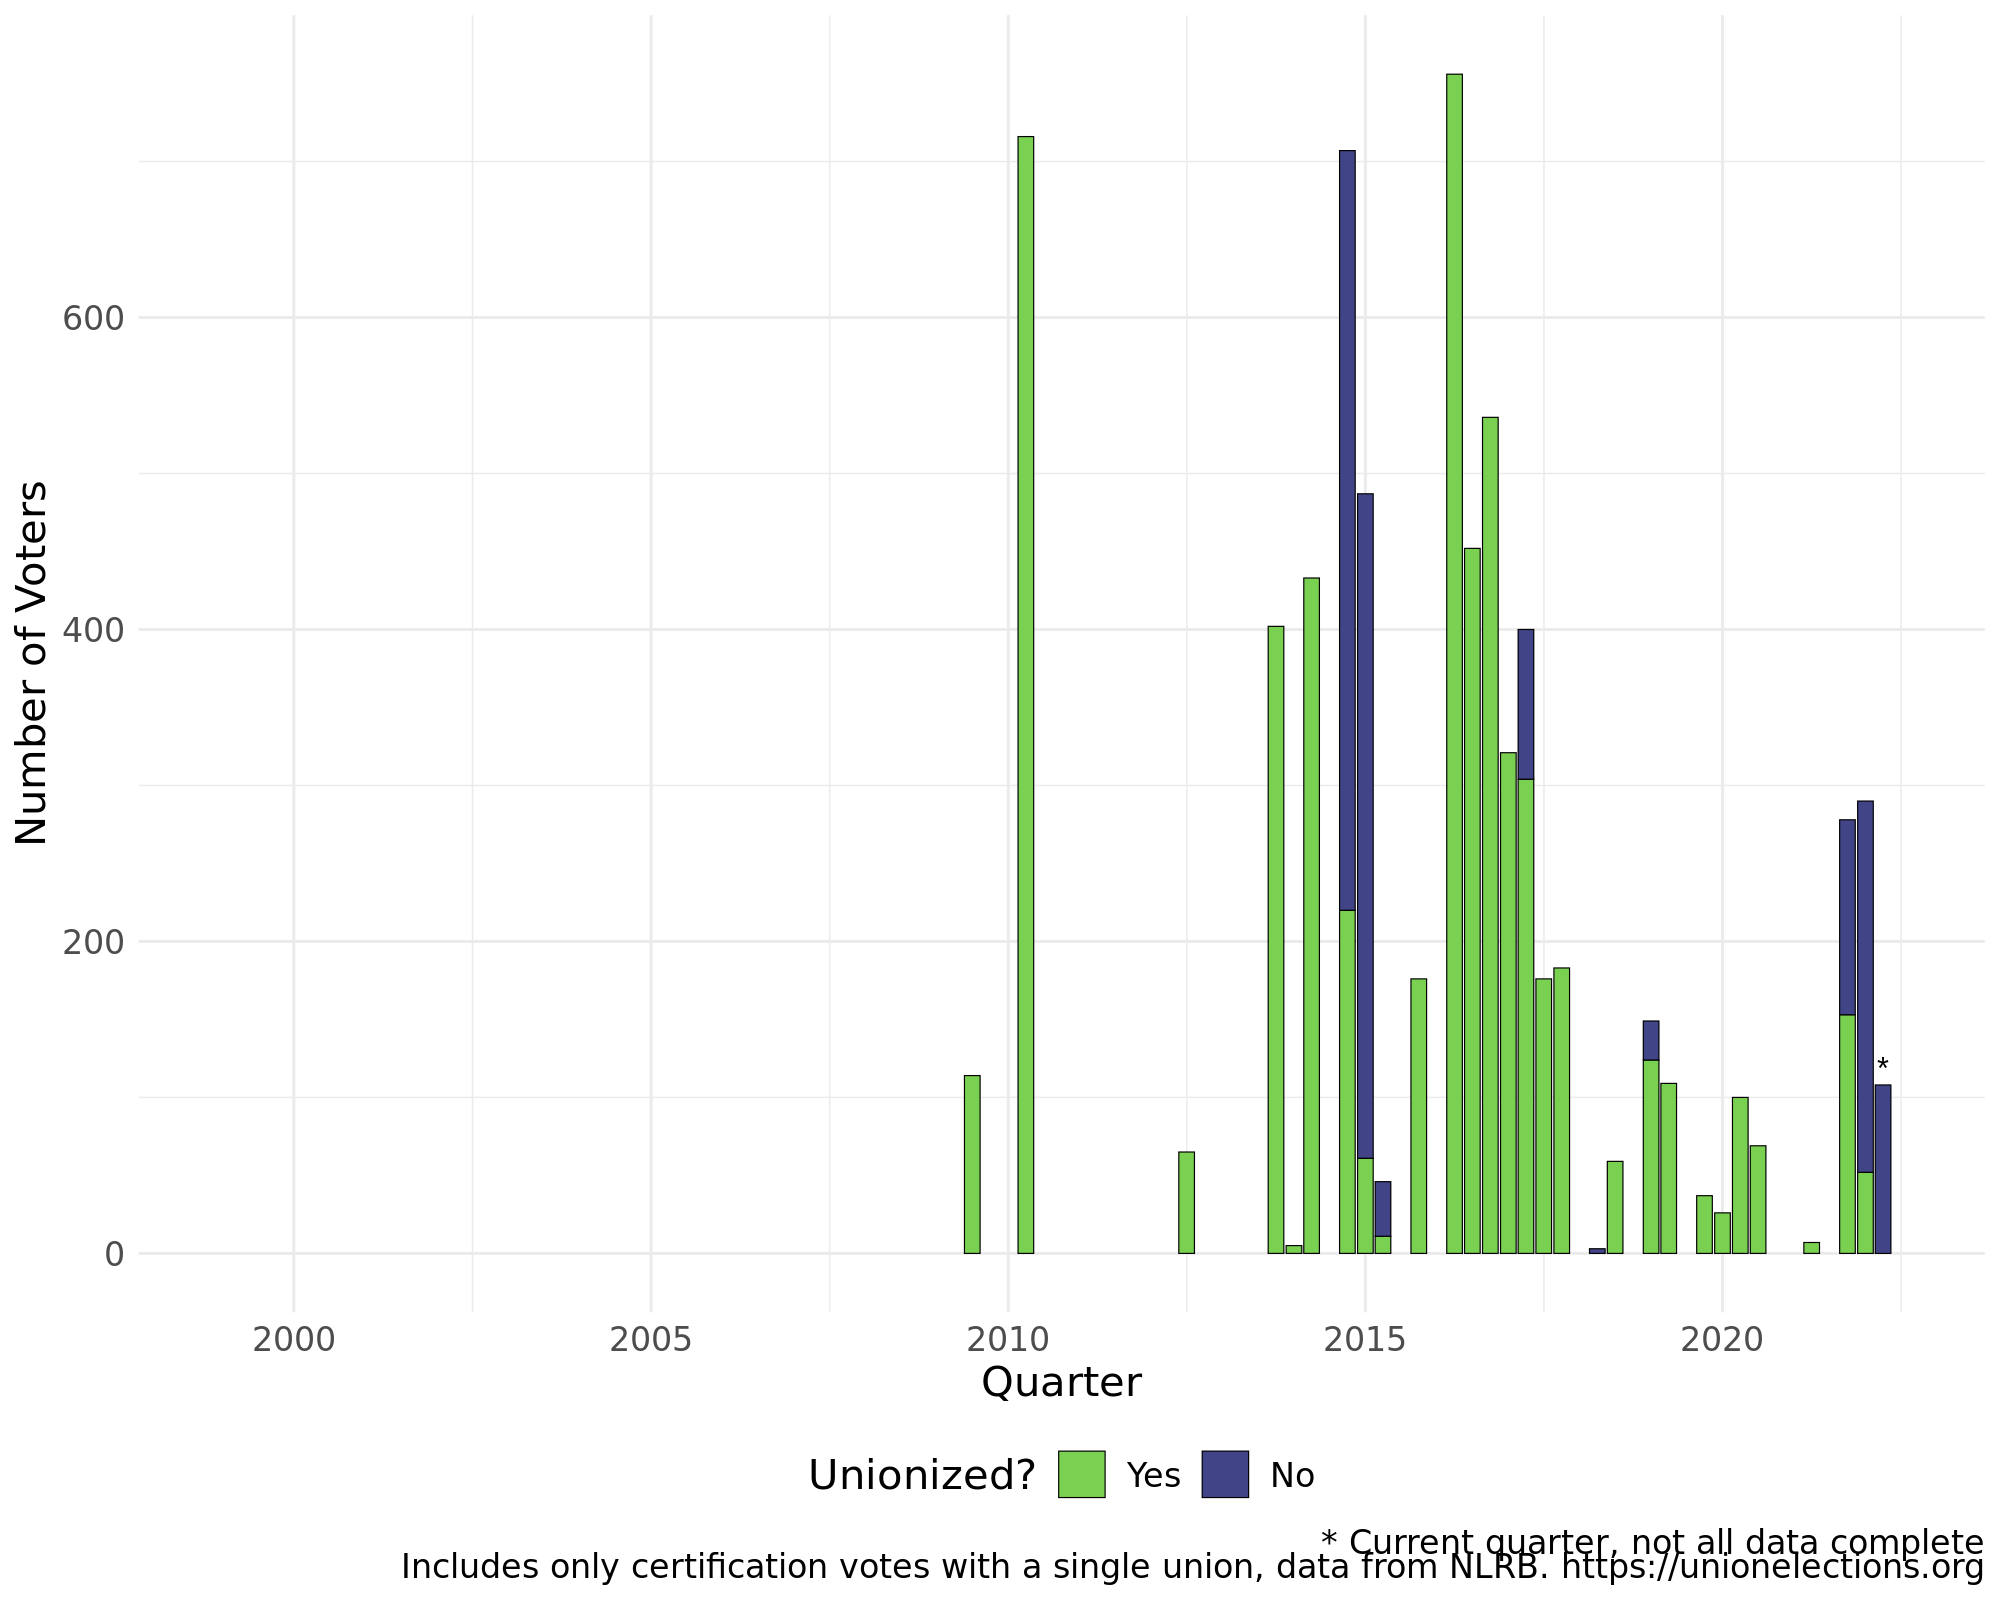 600
400
200
0
Number of Voters
*
2000 2005 2010 2015 2020
Quarter
Unionized? Yes No
* Current quarter, not all data complete
Includes only certification votes with a single union, data from NLRB. https://unionelections.org